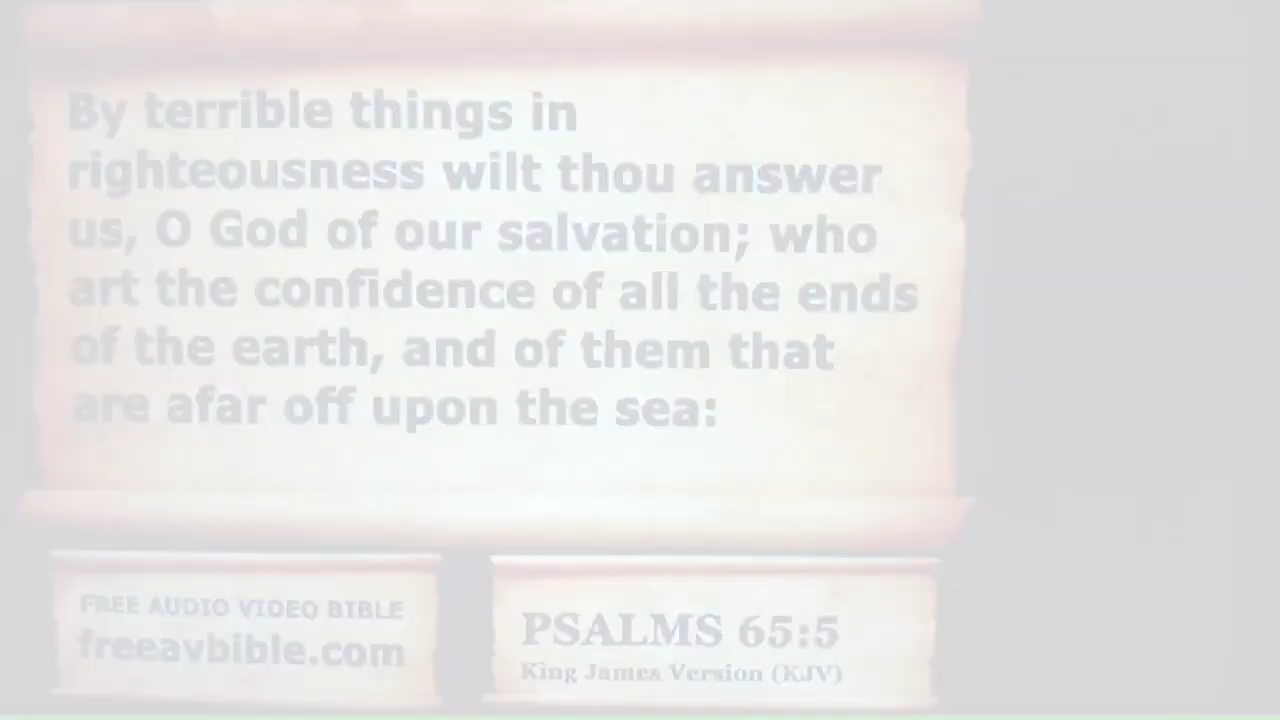 By terrible things in
righteousness wilt thou answer
us, O God of our salvation; who
art the confidence of all the ends
of the earth, and of them that
are afar off upon the sea:
FREE AUDIO VIDEO BIBLE
freeavbible.com
PSALMS 65:5
King James Version (KJV)